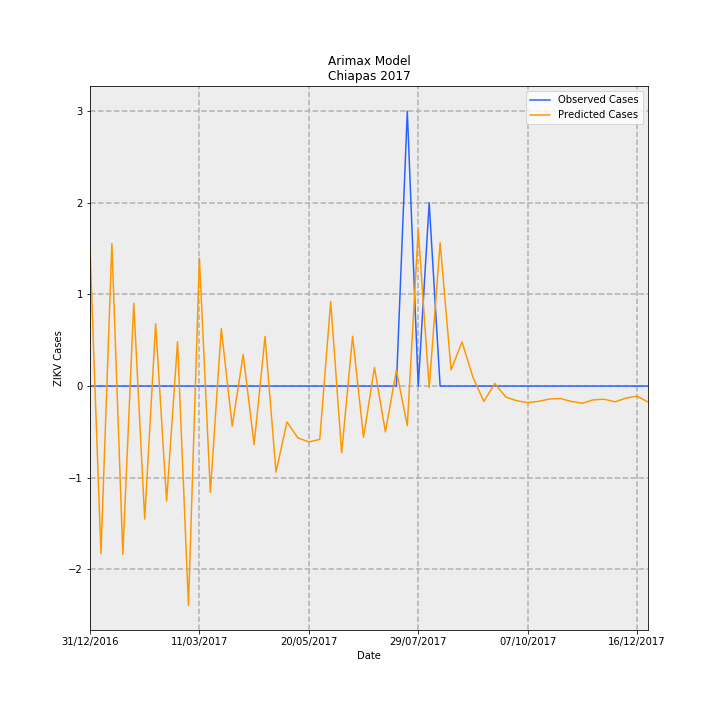 Arimax Model
Chiapas 2017
Observed Cases
Predicted Cases
3
2
1
0
−1
−2
ZIKV Cases
31/12/2016
11/03/2017
20/05/2017
29/07/2017
07/10/2017
16/12/2017
Date